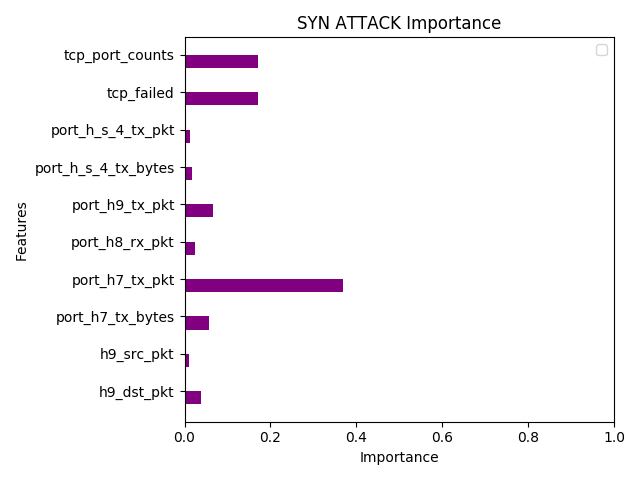 SYN ATTACK Importance
tcp_port_counts
tcp_failed
port_h_s_4_tx_pkt
port_h_s_4_tx_bytes
port_h9_tx_pkt
port_h8_rx_pkt
port_h7_tx_pkt
port_h7_tx_bytes
h9_src_pkt
h9_dst_pkt
Features
0.0 0.2 0.4 0.6 0.8 1.0
Importance